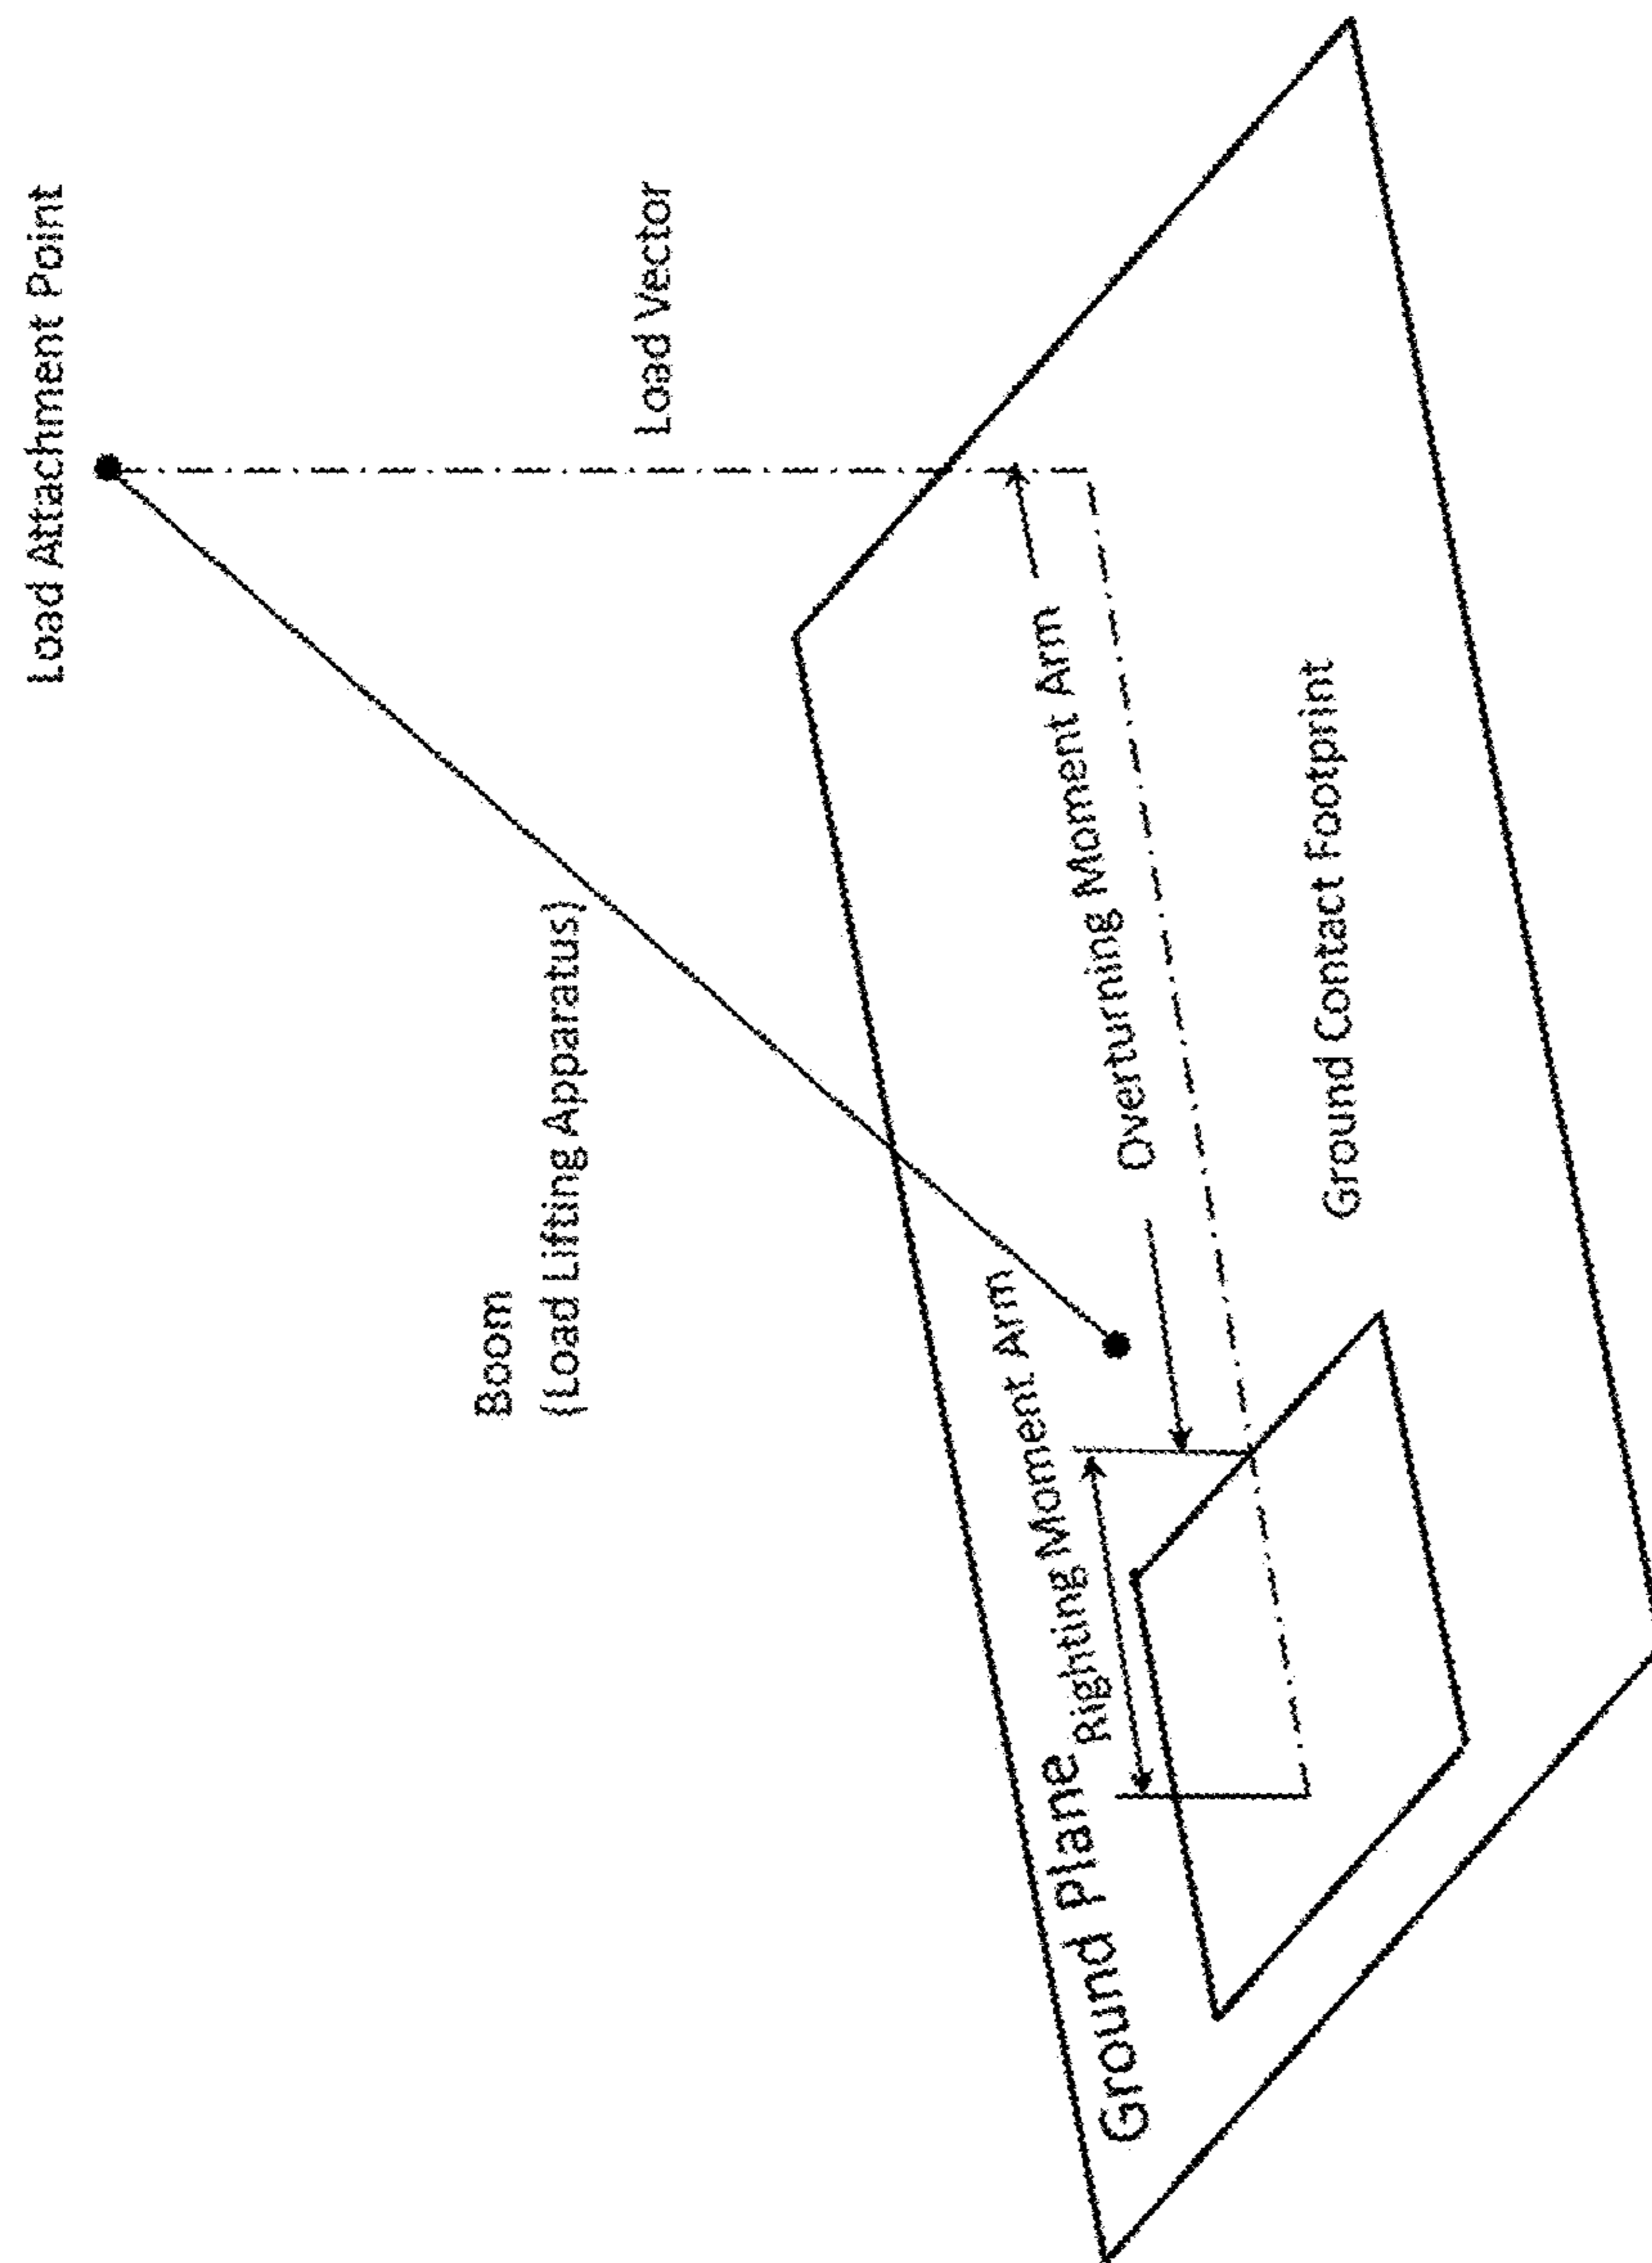 Load Attachment Point
Load Vector
Boom
(Load Lifting Apparatus)
Overturning Moment Arm
Righting Moment Arm
Ground Plane
Ground Contact Footprint